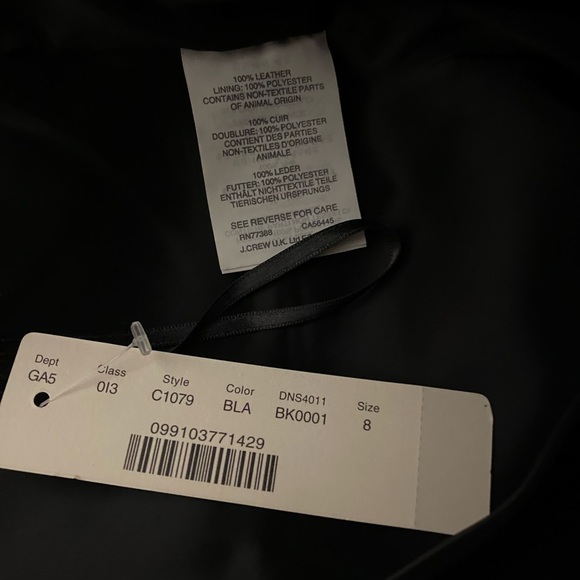 100% LEATHER
LINING: 100% POLYESTER
CONTAINS NON-TEXTILE PARTS
OF ANIMAL ORIGIN
100% CUIR
DOUBLURE: 100% POLYESTER
CONTIENT DES PARTIES
NON-TEXTILES D'ORIGINE
ANIMALE
100% LEDER
FUTTER: 100% POLYESTER
ENTHÄLT NICHTTEXTILE TEILE
TIERISCHEN URSPRUNGS
SEE REVERSE FOR CARE
RN77388 CA56445
J.CREW U.K. Ltd
Dept Class Style Color DNS4011 Size
GA5 0I3 C1079 BLA BK0001 8
099103771429